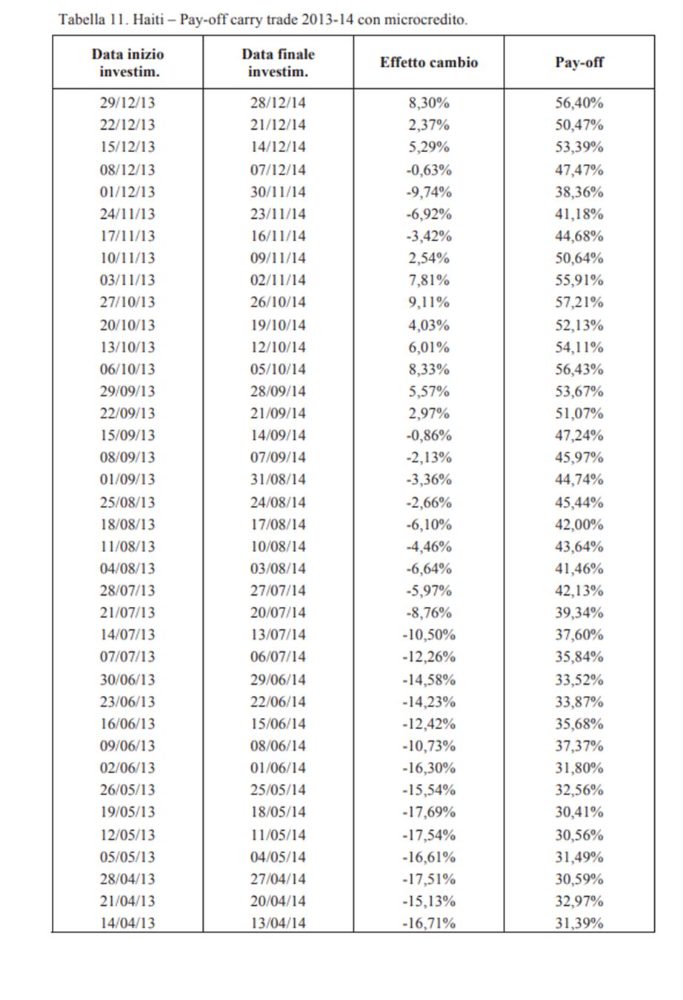 Tabella 11. Haiti – Pay-off carry trade 2013-14 con microcredito.
Data inizio investim. Data finale investim. Effetto cambio Pay-off
29/12/13 28/12/14 8,30% 56,40%
22/12/13 21/12/14 2,37% 50,47%
15/12/13 14/12/14 5,29% 53,39%
08/12/13 07/12/14 -0,63% 47,47%
01/12/13 30/11/14 -9,74% 38,36%
24/11/13 23/11/14 -6,92% 41,18%
17/11/13 16/11/14 -3,42% 44,68%
10/11/13 09/11/14 2,54% 50,64%
03/11/13 02/11/14 7,81% 55,91%
27/10/13 26/10/14 9,11% 57,21%
20/10/13 19/10/14 4,03% 52,13%
13/10/13 12/10/14 6,01% 54,11%
06/10/13 05/10/14 8,33% 56,43%
29/09/13 28/09/14 5,57% 53,67%
22/09/13 21/09/14 2,97% 51,07%
15/09/13 14/09/14 -0,86% 47,24%
08/09/13 07/09/14 -2,13% 45,97%
01/09/13 31/08/14 -3,36% 44,74%
25/08/13 24/08/14 -2,66% 45,44%
18/08/13 17/08/14 -6,10% 42,00%
11/08/13 10/08/14 -4,46% 43,64%
04/08/13 03/08/14 -6,64% 41,46%
28/07/13 27/07/14 -5,97% 42,13%
21/07/13 20/07/14 -8,76% 39,34%
14/07/13 13/07/14 -10,50% 37,60%
07/07/13 06/07/14 -12,26% 35,84%
30/06/13 29/06/14 -14,58% 33,52%
23/06/13 22/06/14 -14,23% 33,87%
16/06/13 15/06/14 -12,42% 35,68%
09/06/13 08/06/14 -10,73% 37,37%
02/06/13 01/06/14 -16,30% 31,80%
26/05/13 25/05/14 -15,54% 32,56%
19/05/13 18/05/14 -17,69% 30,41%
12/05/13 11/05/14 -17,54% 30,56%
05/05/13 04/05/14 -16,61% 31,49%
28/04/13 27/04/14 -17,51% 30,59%
21/04/13 20/04/14 -15,13% 32,97%
14/04/13 13/04/14 -16,71% 31,39%